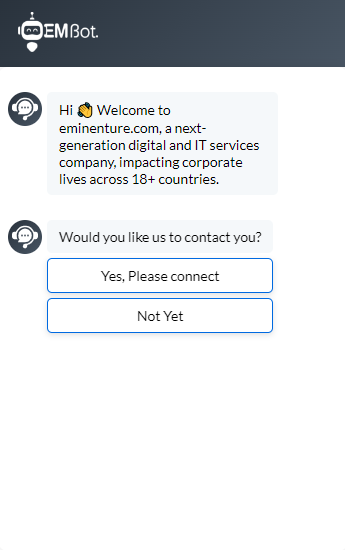 EMBot.
Hi 👏 Welcome to
eminenture.com, a next-
generation digital and IT services
company, impacting corporate
lives across 18+ countries.
Would you like us to contact you?
Yes, Please connect
Not Yet